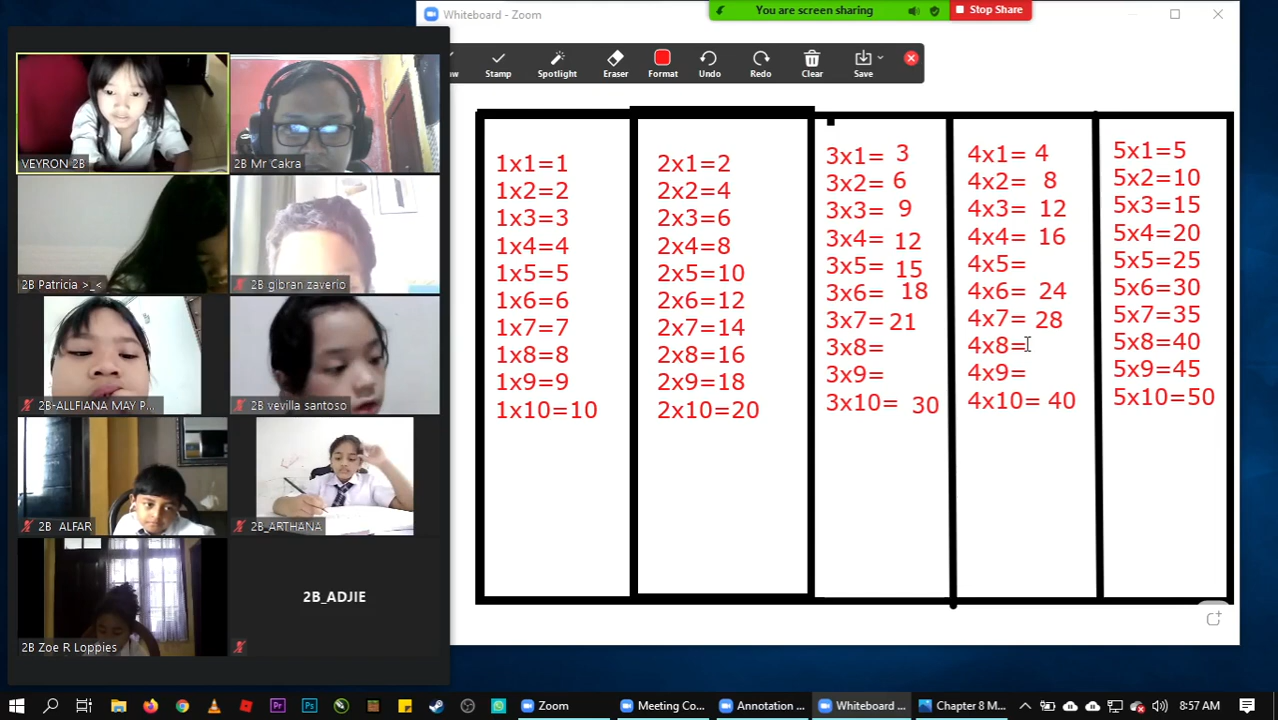 Whiteboard - Zoom
You are screen sharing
Stop Share
Stamp
Spotlight
Eraser
Format
Undo
Redo
Clear
Save
VEYRON 2B
2B Mr Cakra
2B Patricia >_<
2B gibran zaverio
2B-ALLFIANA MAY P...
2B vevilla santoso
2B_ALFAR
2B_ARTHANA
2B Zoe R Loppies
2B_ADJIE
1x1=1
1x2=2
1x3=3
1x4=4
1x5=5
1x6=6
1x7=7
1x8=8
1x9=9
1x10=10
2x1=2
2x2=4
2x3=6
2x4=8
2x5=10
2x6=12
2x7=14
2x8=16
2x9=18
2x10=20
3x1= 3
3x2= 6
3x3= 9
3x4= 12
3x5= 15
3x6= 18
3x7= 21
3x8=
3x9=
3x10= 30
4x1= 4
4x2= 8
4x3= 12
4x4= 16
4x5=
4x6= 24
4x7= 28
4x8=
4x9=
4x10= 40
5x1=5
5x2=10
5x3=15
5x4=20
5x5=25
5x6=30
5x7=35
5x8=40
5x9=45
5x10=50
Zoom
Meeting Co...
Annotation ...
Whiteboard ...
Chapter 8 M...
8:57 AM